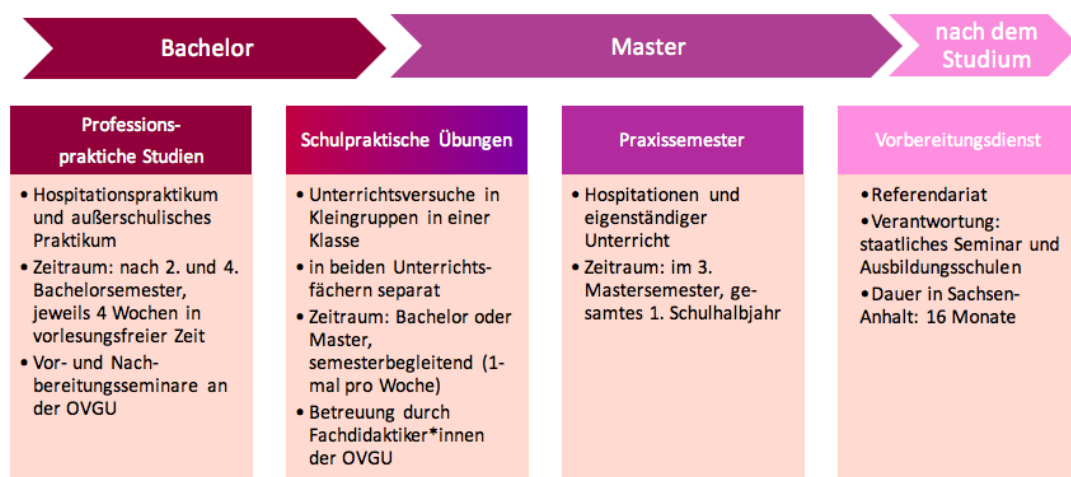 Bachelor
Master
nach dem
Studium
Professions-
praktiche Studien
• Hospitationspraktikum
und außerschulisches
Praktikum
• Zeitraum: nach 2. und 4.
Bachelorsemester,
jeweils 4 Wochen in
vorlesungsfreier Zeit
• Vor- und Nach-
bereitungsseminare an
der OVGU
Schulpraktische Übungen
• Unterrichtsversuche in
Kleingruppen in einer
Klasse
• in beiden Unterrichts-
fächern separat
• Zeitraum: Bachelor oder
Master,
semesterbegleitend (1-
mal pro Woche)
• Betreuung durch
Fachdidaktiker*innen
der OVGU
Praxissemester
• Hospitationen und
eigenständiger
Unterricht
• Zeitraum: im 3.
Mastersemester, ge-
samtes 1. Schulhalbjahr
Vorbereitungsdienst
• Referendariat
•Verantwortung:
staatliches Seminar und
Ausbildungsschulen
•Dauer in Sachsen-
Anhalt: 16 Monate